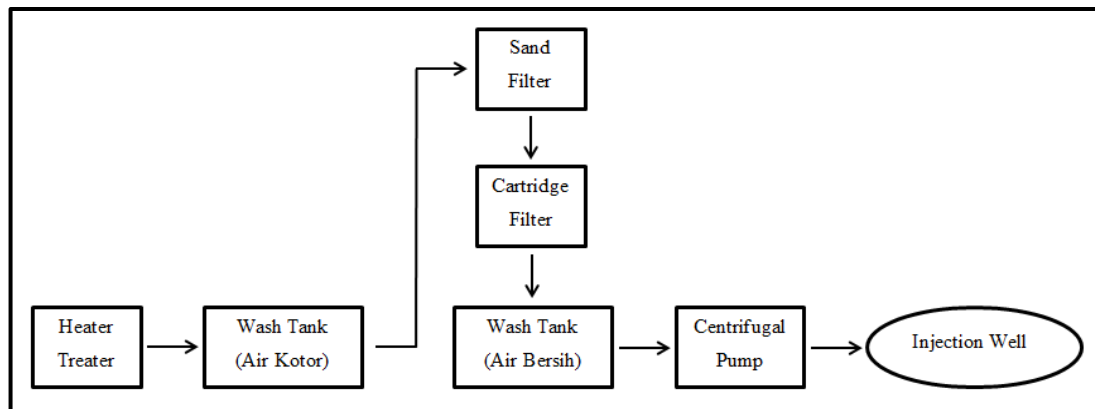 Heater
Treater
Wash Tank
(Air Kotor)
Sand
Filter
Cartridge
Filter
Wash Tank
(Air Bersih)
Centrifugal
Pump
Injection Well